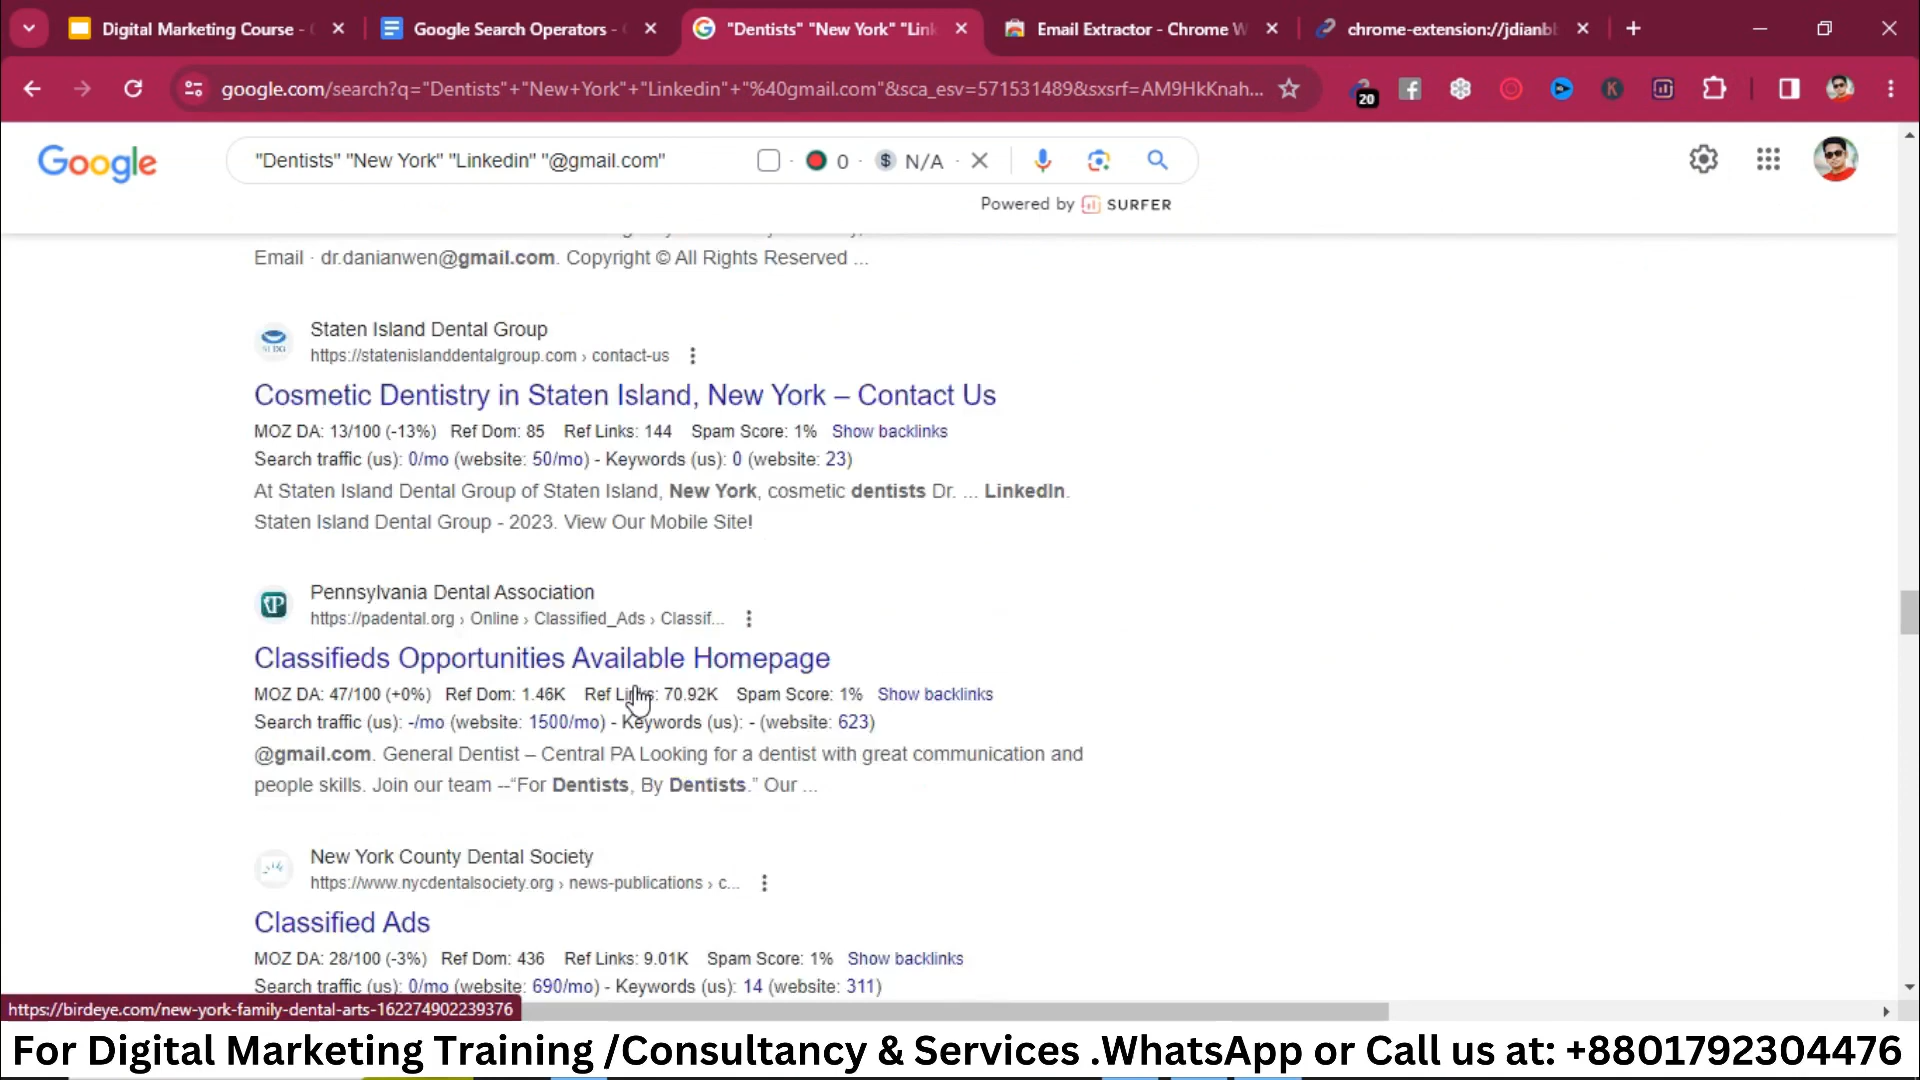 Digital Marketing Course -
Google Search Operators -
"Dentists" "New York" "Link
Email Extractor - Chrome W
chrome-extension://jdianbb
google.com/search?q="Dentists"+"New+York"+"Linkedin"+"%40gmail.com"&sca_esv=571531489&sxsrf=AM9HkKnah...
20
K
Google
"Dentists" "New York" "Linkedin" "@gmail.com"
0 · $ N/A ·
Powered by SURFER
Email · dr.danianwen@gmail.com. Copyright © All Rights Reserved ...
Staten Island Dental Group
https://statenislanddentalgroup.com › contact-us
Cosmetic Dentistry in Staten Island, New York – Contact Us
MOZ DA: 13/100 (-13%) Ref Dom: 85 Ref Links: 144 Spam Score: 1% Show backlinks
Search traffic (us): 0/mo (website: 50/mo) - Keywords (us): 0 (website: 23)
At Staten Island Dental Group of Staten Island, New York, cosmetic dentists Dr. ... LinkedIn.
Staten Island Dental Group - 2023. View Our Mobile Site!
Pennsylvania Dental Association
https://padental.org › Online › Classified_Ads › Classif...
Classifieds Opportunities Available Homepage
MOZ DA: 47/100 (+0%) Ref Dom: 1.46K Ref Links: 70.92K Spam Score: 1% Show backlinks
Search traffic (us): -/mo (website: 1500/mo) - Keywords (us): - (website: 623)
@gmail.com. General Dentist – Central PA Looking for a dentist with great communication and
people skills. Join our team --“For Dentists, By Dentists.” Our ...
New York County Dental Society
https://www.nycdentalsociety.org › news-publications › c...
Classified Ads
MOZ DA: 28/100 (-3%) Ref Dom: 436 Ref Links: 9.01K Spam Score: 1% Show backlinks
Search traffic (us): 0/mo (website: 690/mo) - Keywords (us): 14 (website: 311)
https://birdeye.com/new-york-family-dental-arts-162274902239376
For Digital Marketing Training /Consultancy & Services .WhatsApp or Call us at: +8801792304476